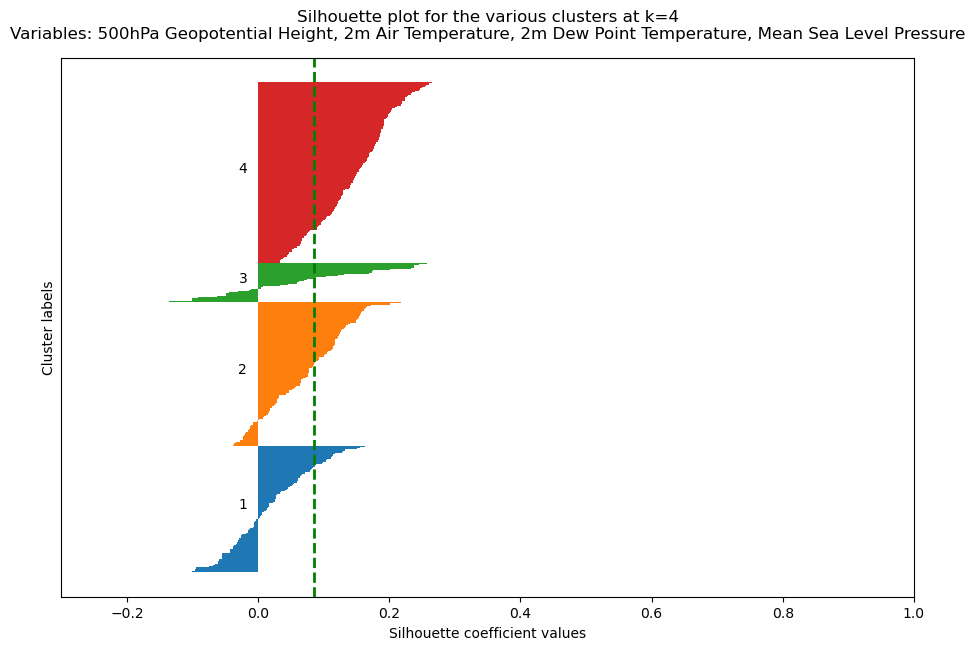 Silhouette plot for the various clusters at k=4
Variables: 500hPa Geopotential Height, 2m Air Temperature, 2m Dew Point Temperature, Mean Sea Level Pressure
4
3
2
1
Cluster labels
−0.2 0.0 0.2 0.4 0.6 0.8 1.0
Silhouette coefficient values